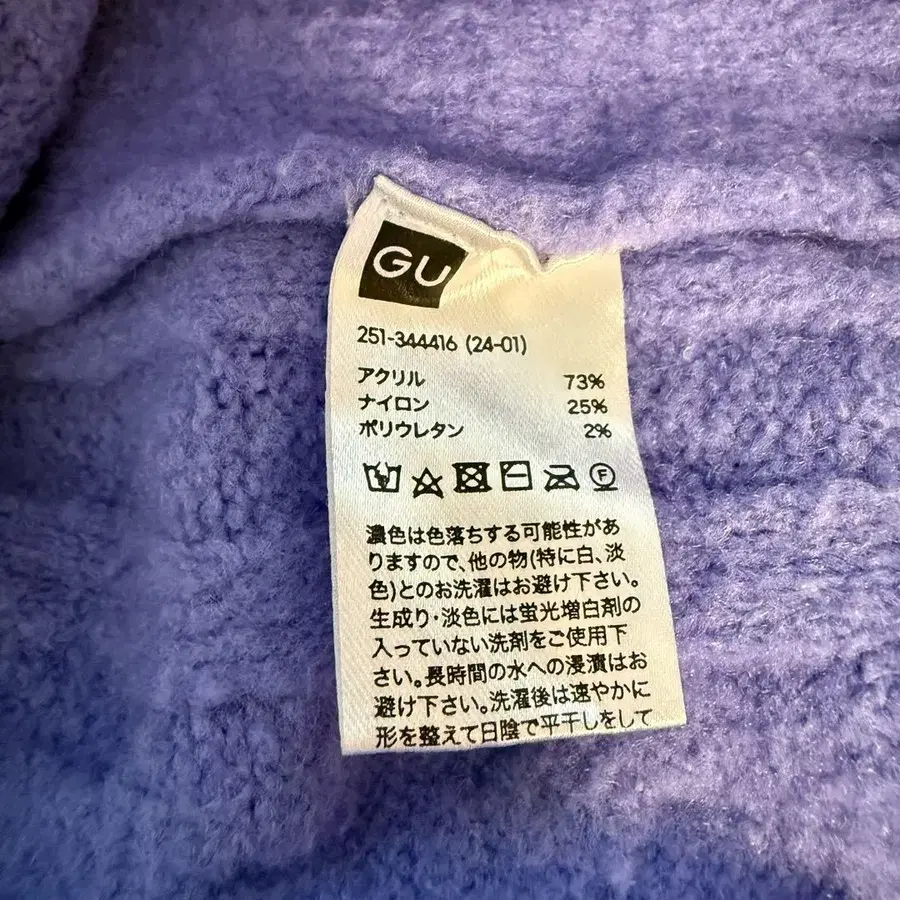 GU
251-344416 (24-01)
アクリル 73%
ナイロン 25%
ポリウレタン 2%
F
濃色は色落ちする可能性があ
りますので、他の物(特に白、淡
色)とのお洗濯はお避け下さい。
生成り・淡色には蛍光増白剤の
入っていない洗剤をご使用下
さい。長時間の水への浸漬はお
避け下さい。洗濯後は速やかに
形を整えて日陰で平干しをして